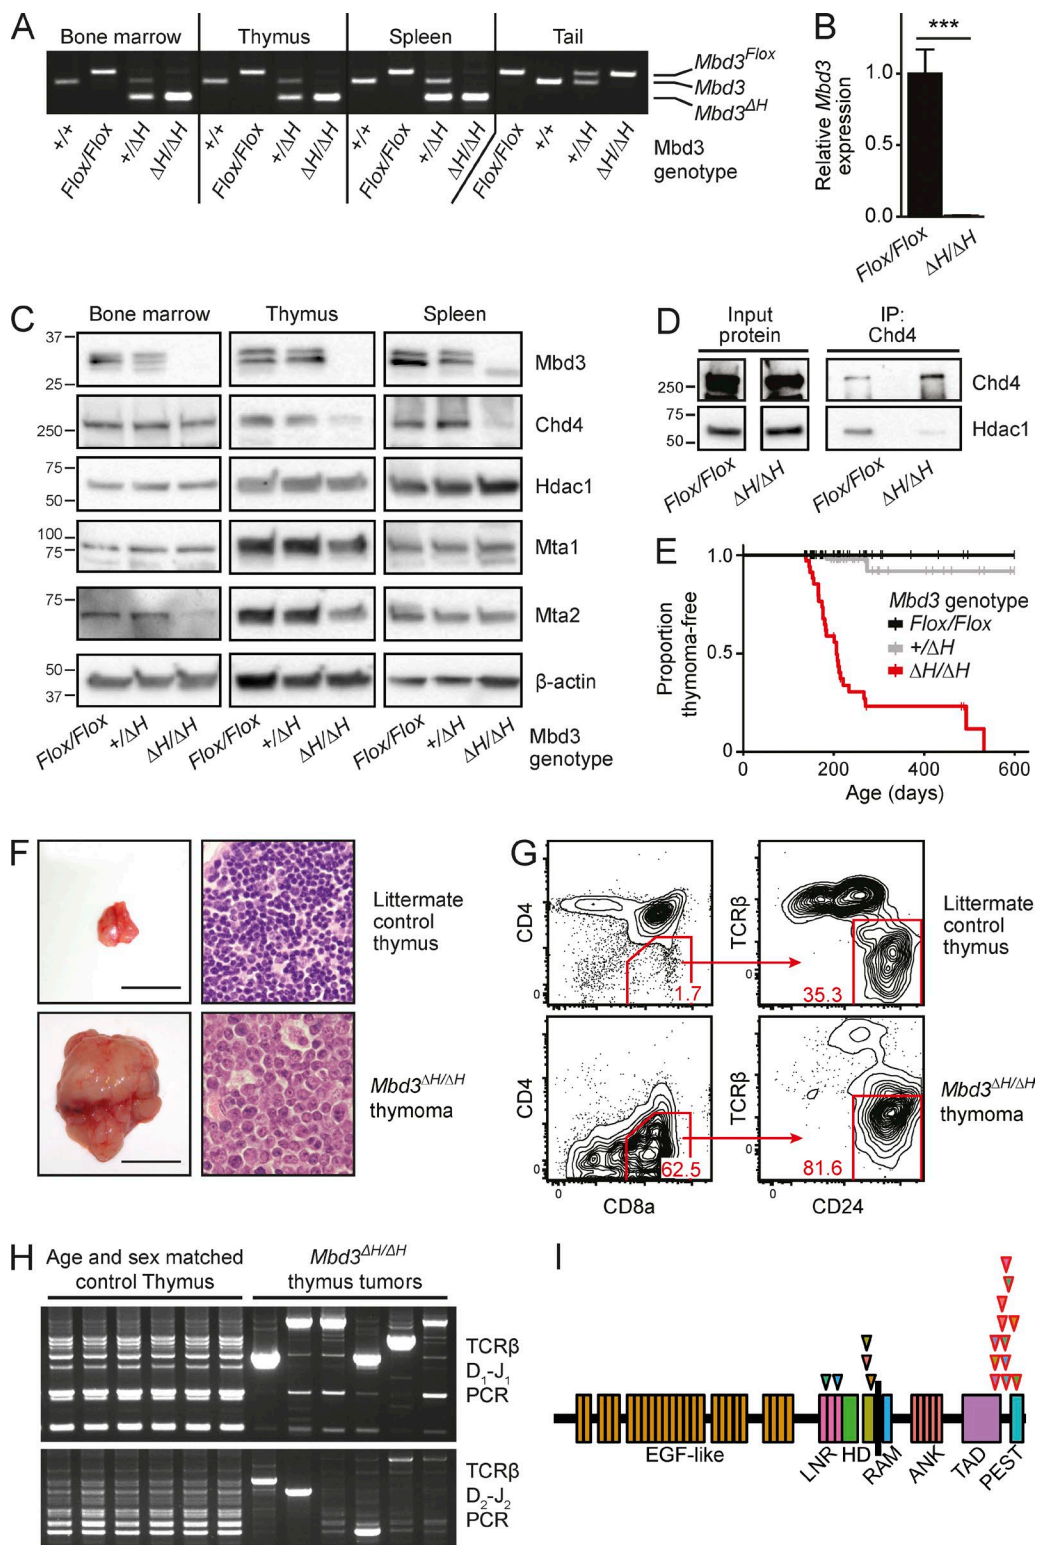 A
Bone marrow
Thymus
Spleen
Tail
Mbd3Flox
Mbd3
Mbd3ΔH
+/+
Flox/Flox
+/ΔH
ΔH/ΔH
+/+
Flox/Flox
+/ΔH
ΔH/ΔH
+/+
Flox/Flox
+/ΔH
ΔH/ΔH
Flox/Flox
+/+
+/ΔH
ΔH/ΔH
Mbd3
genotype
B
***
Relative Mbd3
expression
1.0
0.5
0.0
Flox/Flox
ΔH/ΔH
C
Bone marrow
Thymus
Spleen
37
25
Mbd3
250
Chd4
75
50
Hdac1
100
75
Mta1
75
Mta2
50
37
β-actin
Flox/Flox
+/ΔH
ΔH/ΔH
Flox/Flox
+/ΔH
ΔH/ΔH
Flox/Flox
+/ΔH
ΔH/ΔH
Mbd3
genotype
D
Input
protein
IP:
Chd4
250
Chd4
75
50
Hdac1
Flox/Flox
ΔH/ΔH
Flox/Flox
ΔH/ΔH
E
Proportion
thymoma-free
1.0
0.5
0
Mbd3 genotype
Flox/Flox
+/ΔH
ΔH/ΔH
0
200
400
600
Age (days)
F
Littermate
control
thymus
Mbd3ΔH/ΔH
thymoma
G
CD4
0
1.7
TCRβ
0
35.3
Littermate
control
thymus
CD4
0
62.5
0
CD8a
TCRβ
0
81.6
0
CD24
Mbd3ΔH/ΔH
thymoma
H
Age and sex matched
control Thymus
Mbd3ΔH/ΔH
thymus tumors
TCRβ
D1-J1
PCR
TCRβ
D2-J2
PCR
I
EGF-like
LNR
HD
RAM
ANK
TAD
PEST